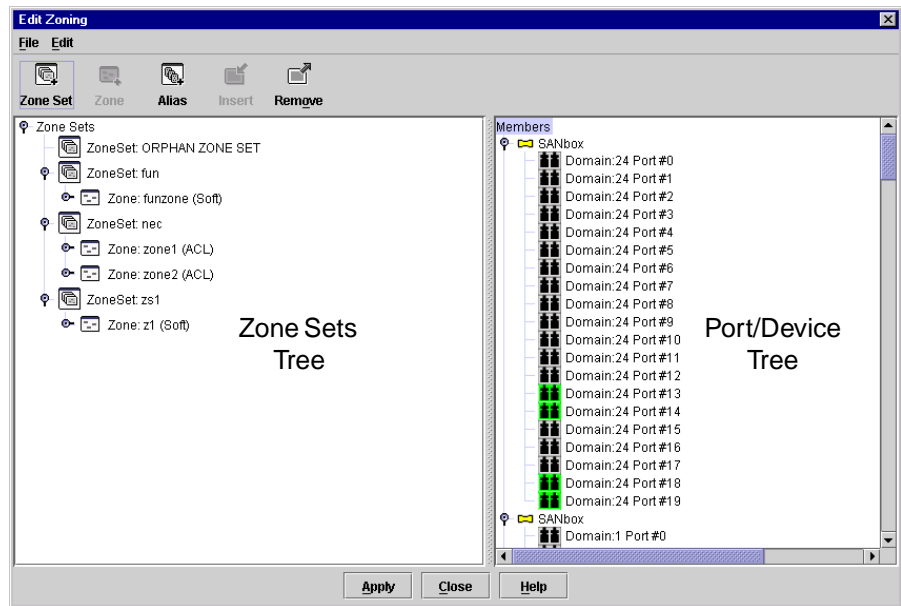 Edit Zoning
File Edit
Zone Set Zone Alias Insert Remove
Zone Sets
ZoneSet: ORPHAN ZONE SET
ZoneSet: fun
Zone: funzone (Soft)
ZoneSet: nec
Zone: zone1 (ACL)
Zone: zone2 (ACL)
ZoneSet: zs1
Zone: z1 (Soft)
Zone Sets
Tree
Members
SANbox
Domain:24 Port #0
Domain:24 Port #1
Domain:24 Port #2
Domain:24 Port #3
Domain:24 Port #4
Domain:24 Port #5
Domain:24 Port #6
Domain:24 Port #7
Domain:24 Port #8
Domain:24 Port #9
Domain:24 Port #10
Domain:24 Port #11
Domain:24 Port #12
Domain:24 Port #13
Domain:24 Port #14
Domain:24 Port #15
Domain:24 Port #16
Domain:24 Port #17
Domain:24 Port #18
Domain:24 Port #19
SANbox
Domain:1 Port #0
Port/Device
Tree
Apply Close Help